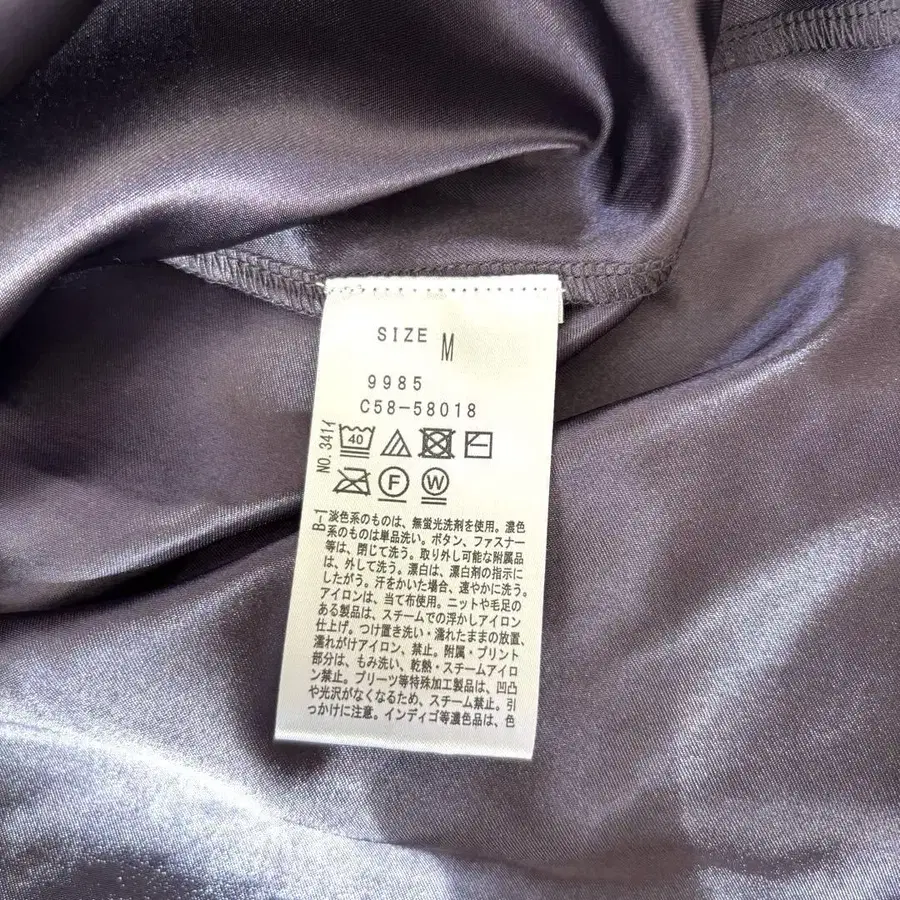 SIZE M
9985
C58-58018
NO.341イ
40
F W
B-1
淡色系のものは、無蛍光洗剤を使用。濃色
系のものは単品洗い。ボタン、ファスナー
等は、閉じて洗う。取り外し可能な附属品
は、外して洗う。漂白は、漂白剤の指示に
したがう。汗をかいた場合、速やかに洗う。
アイロンは、当て布使用。ニットや毛足の
ある製品は、スチームでの浮かしアイロン
仕上げ。つけ置き洗い・濡れたままの放置、
濡れがけアイロン、禁止。附属・プリント
部分は、もみ洗い、乾熱・スチームアイロ
ン禁止。プリーツ等特殊加工製品は、凹凸
や光沢がなくなるため、スチーム禁止。引
っかけに注意。インディゴ等濃色品は、色